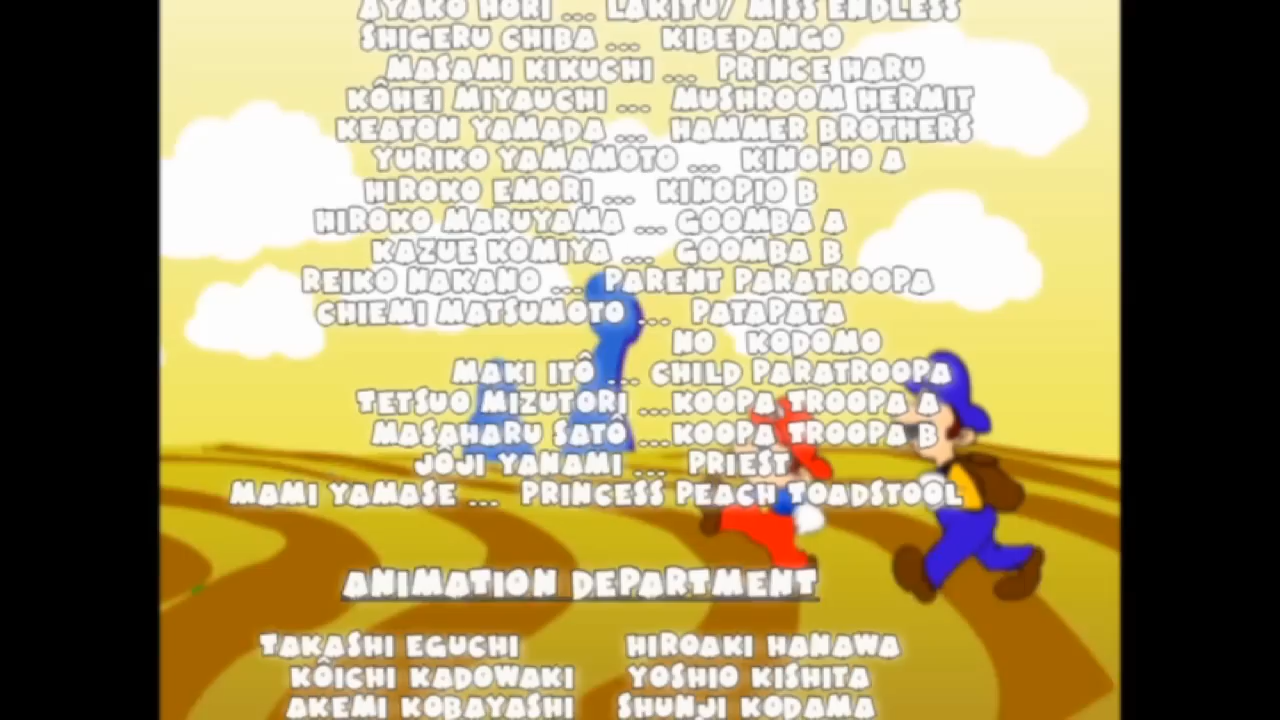 AYAKO HORI ... LAKITU/ MISS ENDLESS
SHIGERU CHIBA ... KIBEDANGO
MASAMI KIKUCHI ... PRINCE HARU
KÔHEI MIYAUCHI ... MUSHROOM HERMIT
KEATON YAMADA ... HAMMER BROTHERS
YURIKO YAMAMOTO ... KINOPIO A
HIROKO EMORI ... KINOPIO B
HIROKO MARUYAMA ... GOOMBA A
KAZUE KOMIYA ... GOOMBA B
REIKO NAKANO ... PARENT PARATROOPA
CHIEMI MATSUMOTO ... PATAPATA
NO KODOMO
MAKI ITÔ ... CHILD PARATROOPA
TETSUO MIZUTORI ...KOOPA TROOPA A
MASAHARU SATÔ ...KOOPA TROOPA B
JÔJI YANAMI ... PRIEST
MAMI YAMASE ... PRINCESS PEACH TOADSTOOL
ANIMATION DEPARTMENT
TAKASHI EGUCHI HIROAKI HANAWA
KÔICHI KADOWAKI YOSHIO KISHITA
AKEMI KOBAYASHI SHUNJI KODAMA